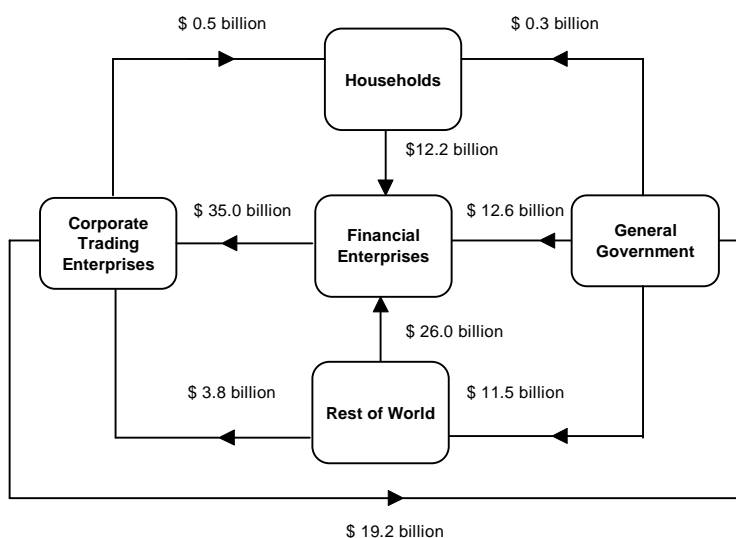 $ 0.5 billion
$ 0.3 billion
Households
$12.2 billion
Corporate
Trading
Enterprises
$ 35.0 billion
Financial
Enterprises
$ 12.6 billion
General
Government
$ 26.0 billion
$ 3.8 billion
Rest of World
$ 11.5 billion
$ 19.2 billion